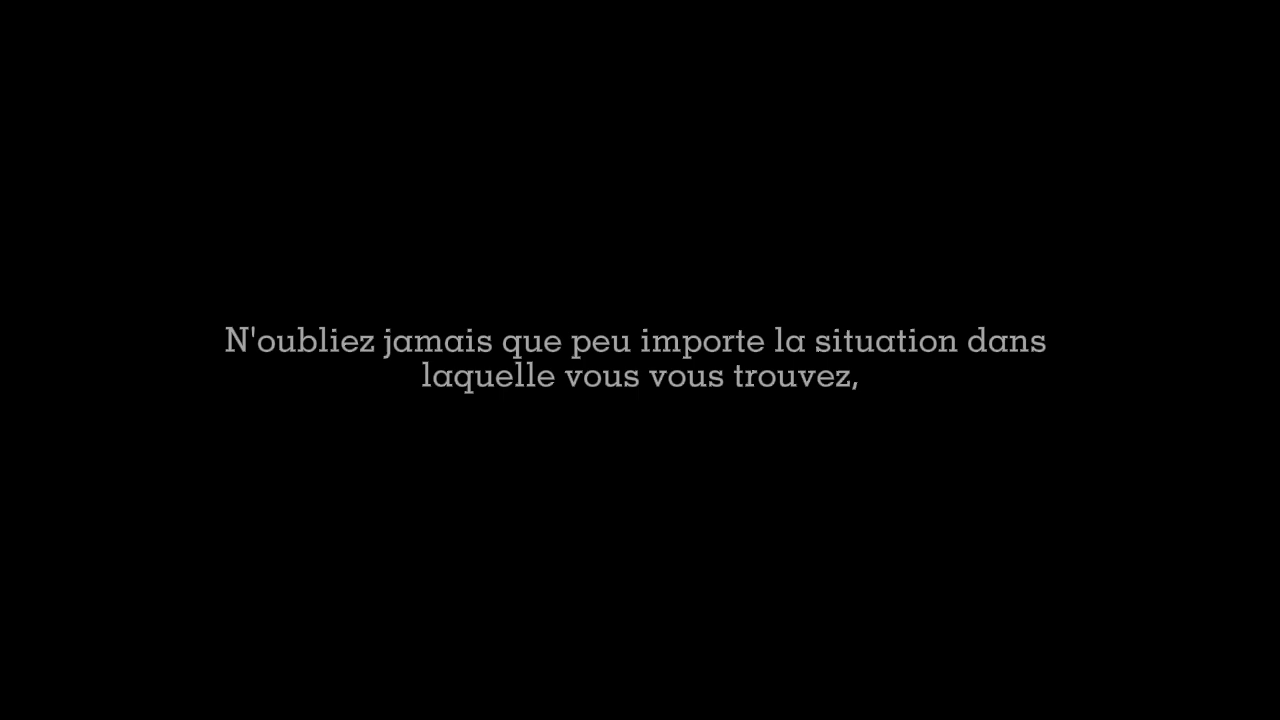 N'oubliez jamais que peu importe la situation dans
laquelle vous vous trouvez,